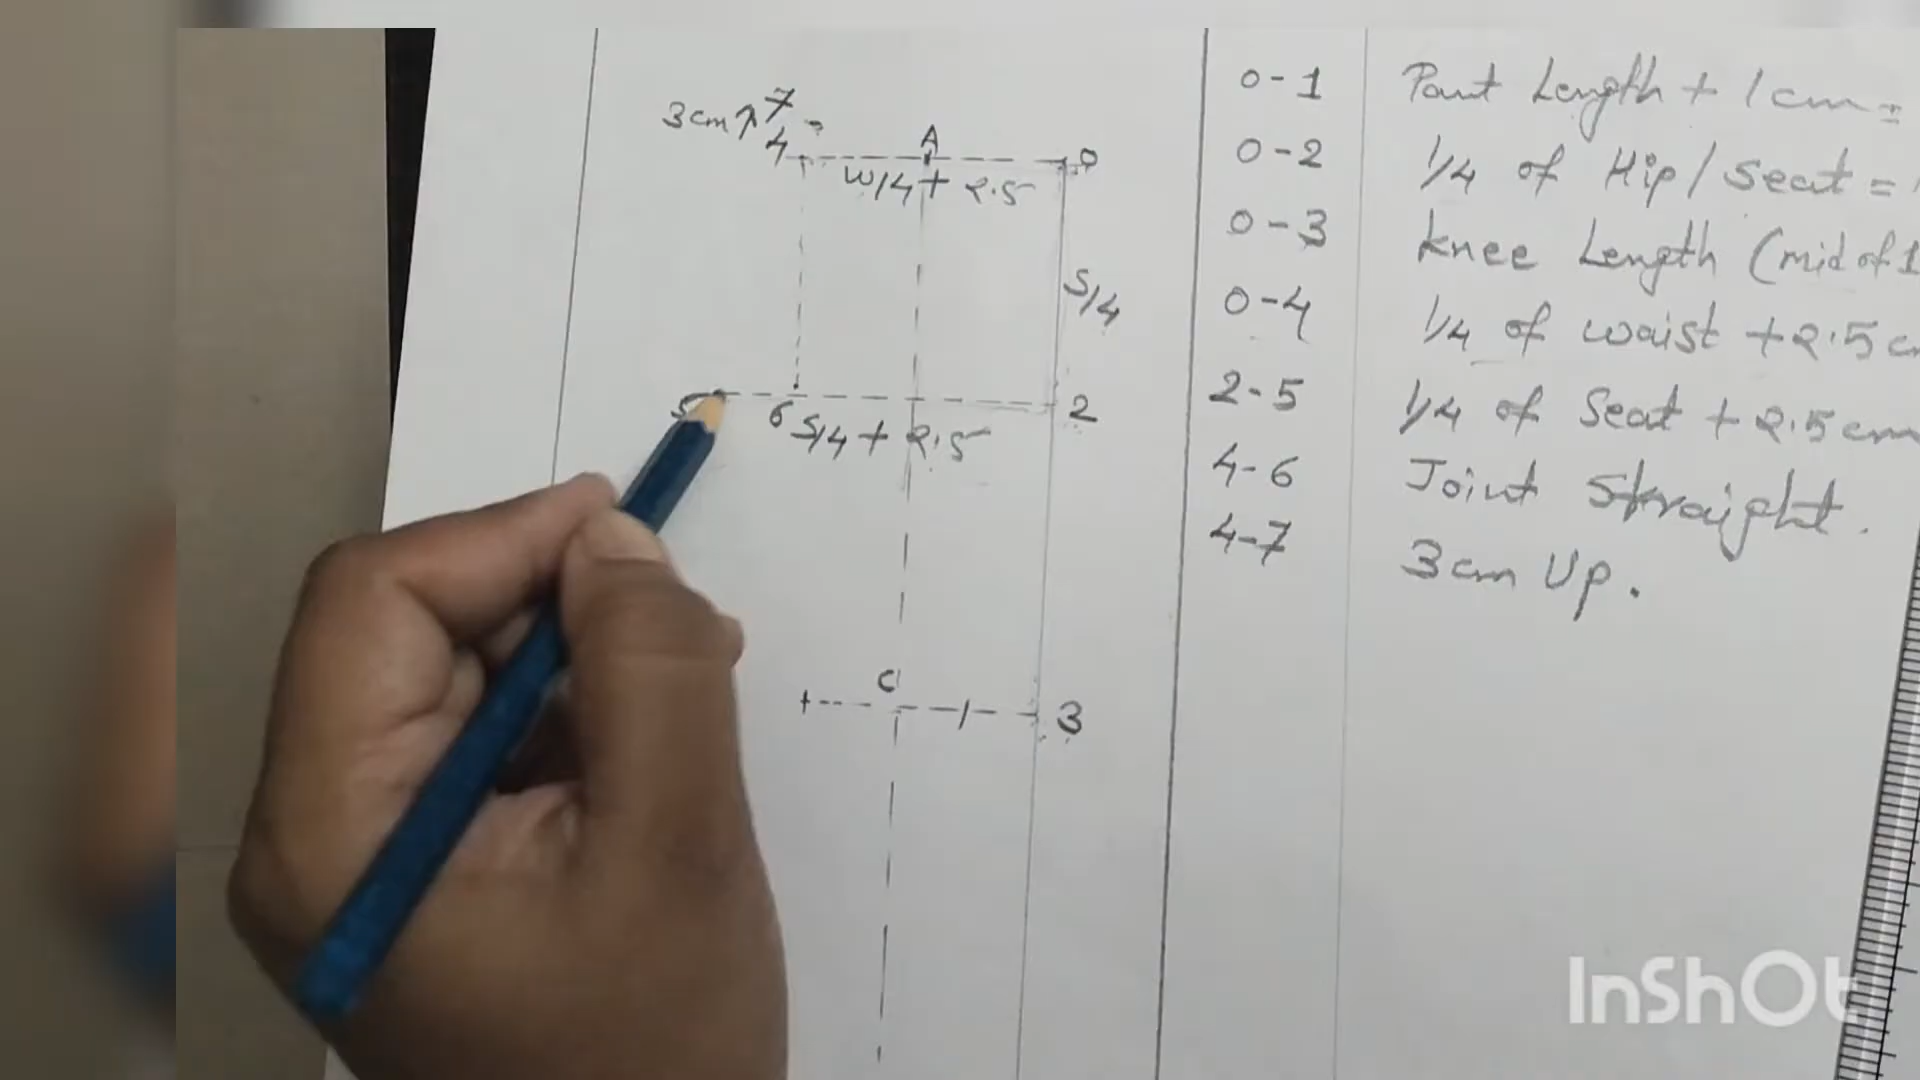 3cm ↑ 7
4
A
0
W/4 + 2.5
S/4
5
6
S/4 + 2.5
2
C
3
0-1 Pant Length + 1cm =
0-2 1/4 of Hip/Seat =
0-3 Knee Length (mid of 1
0-4 1/4 of waist + 2.5 c
2-5 1/4 of Seat + 2.5cm
4-6 Joint Straight.
4-7 3cm Up.
InShOt